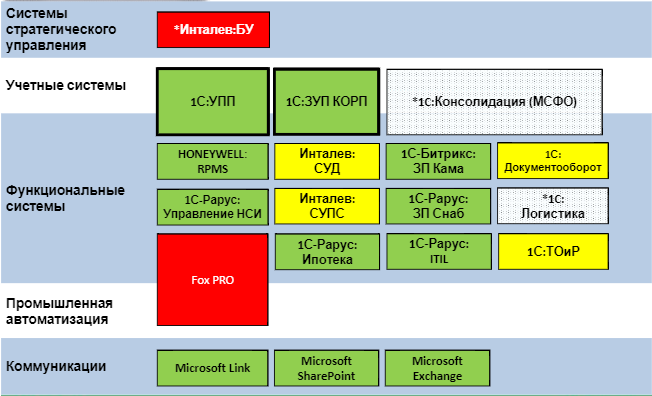 Системы
стратегического
управления
*Инталев:БУ
Учетные системы
1С:УПП
1С:ЗУП КОРП
*1С:Консолидация (МСФО)
Функциональные
системы
HONEYWELL:
RPMS
Инталев:
СУД
1С-Битрикс:
ЗП Кама
1С:
Документооборот
1С-Рарус:
Управление НСИ
Инталев:
СУПС
1С-Рарус:
ЗП Снаб
*1С:
Логистика
Fox PRO
1С-Рарус:
Ипотека
1С-Рарус:
ITIL
1С:ТОиР
Промышленная
автоматизация
Коммуникации
Microsoft Link
Microsoft
SharePoint
Microsoft
Exchange